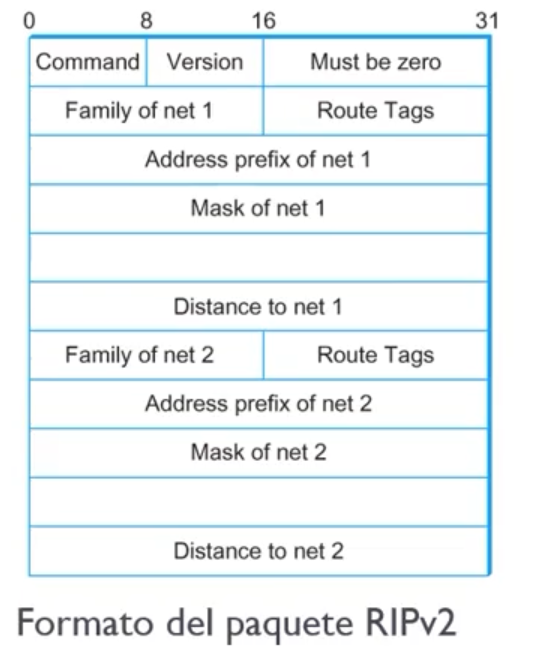 0 8 16 31
Command Version Must be zero
Family of net 1 Route Tags
Address prefix of net 1
Mask of net 1
Distance to net 1
Family of net 2 Route Tags
Address prefix of net 2
Mask of net 2
Distance to net 2
Formato del paquete RIPv2